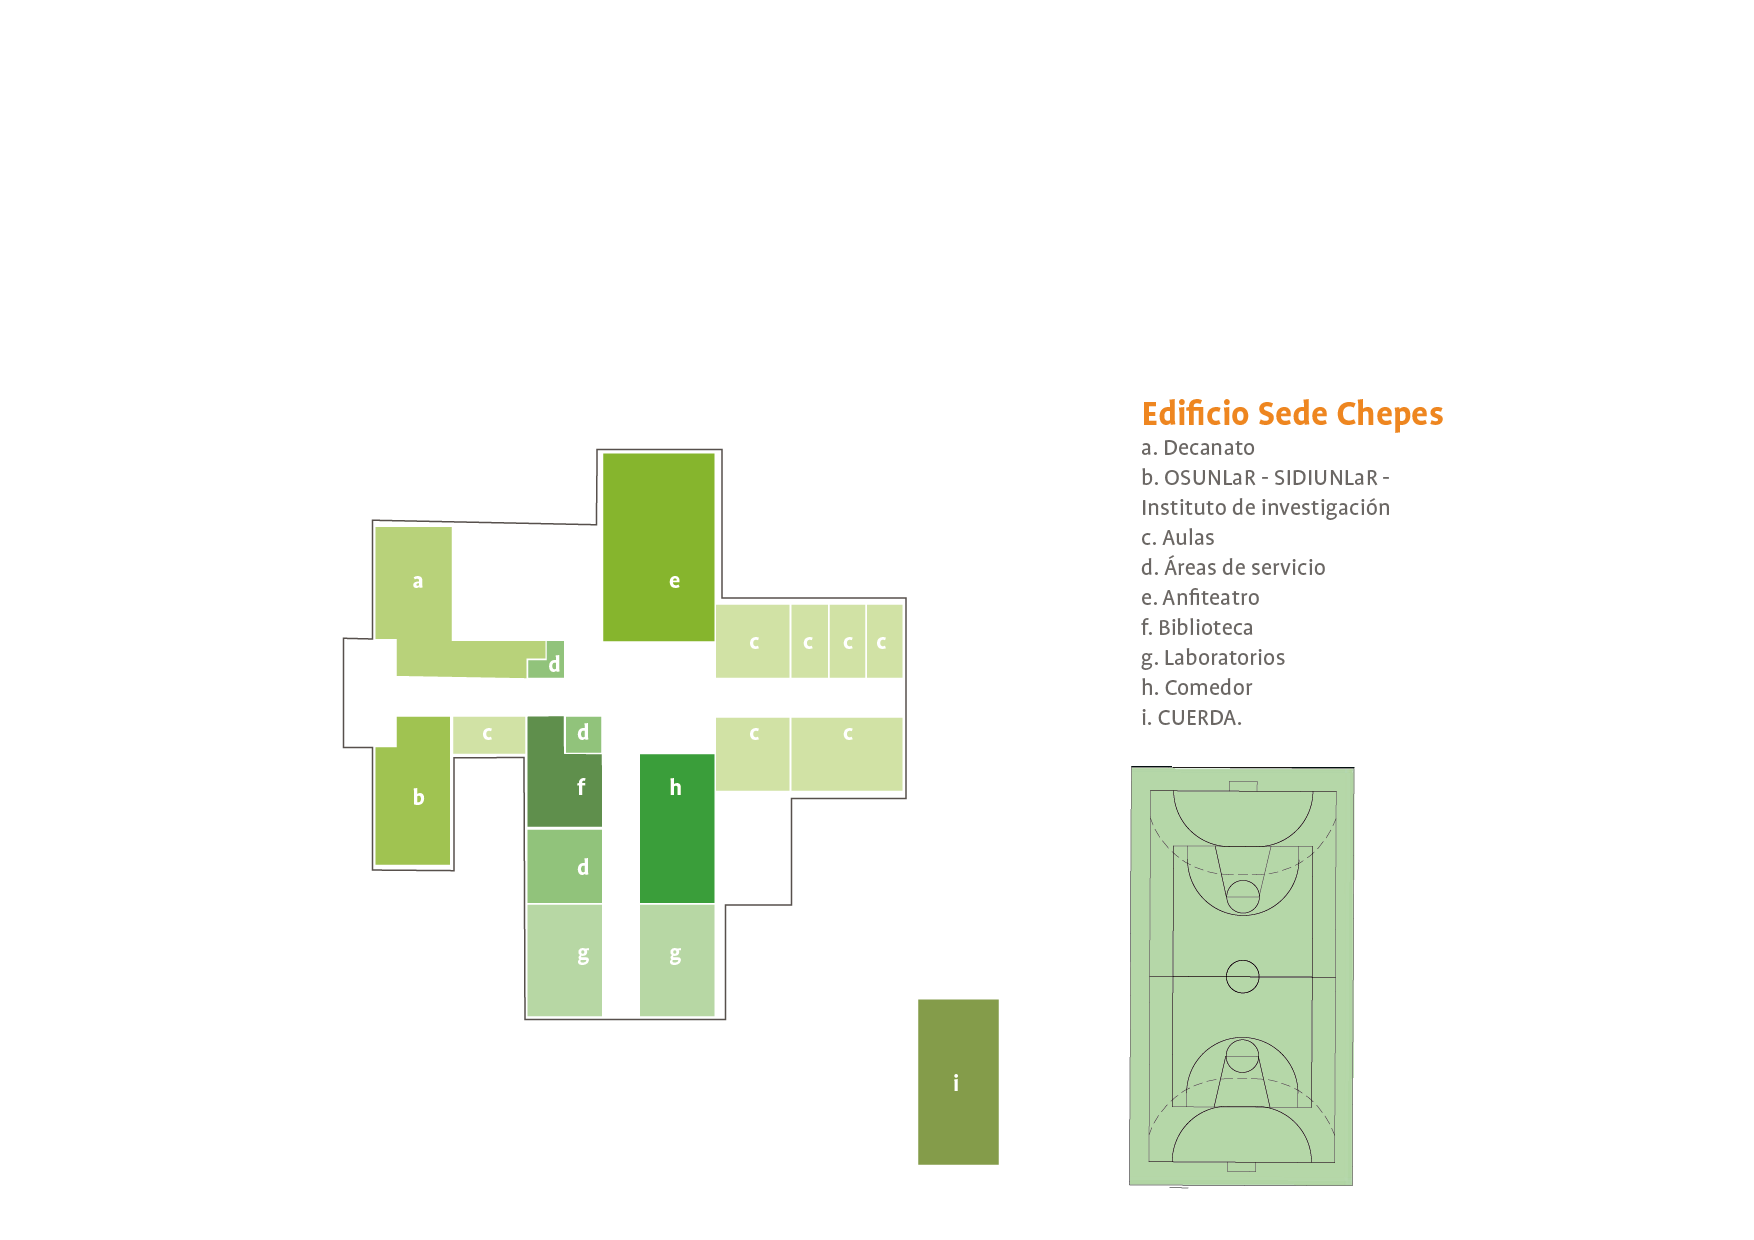 Edificio Sede Chepes
a. Decanato
b. OSUNLaR - SIDIUNLaR -
Instituto de investigación
c. Aulas
d. Áreas de servicio
e. Anfiteatro
f. Biblioteca
g. Laboratorios
h. Comedor
i. CUERDA.
a
e
c c c c
d
c
d
c
c
f
h
b
d
g
g
i